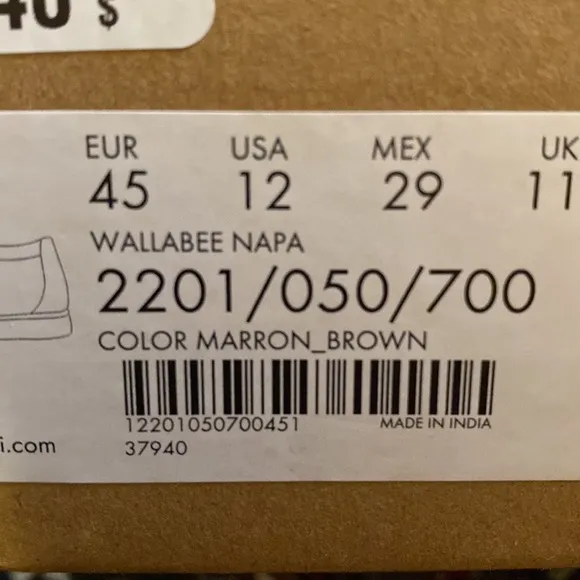 40 $
EUR USA MEX UK
45 12 29 11
WALLABEE NAPA
2201/050/700
COLOR MARRON_BROWN
12201050700451 MADE IN INDIA
i.com 37940